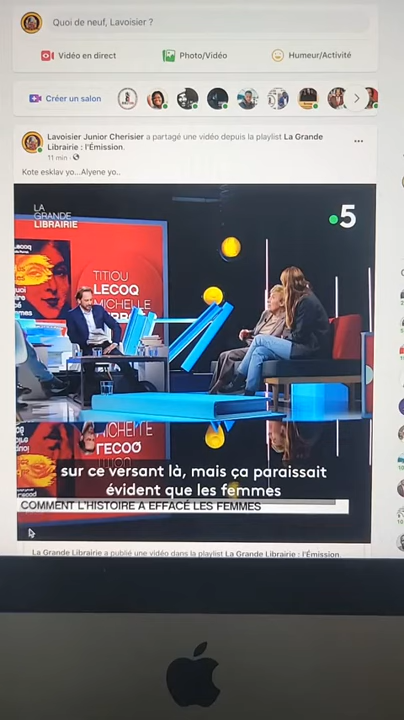 Quoi de neuf, Lavoisier ?
Vidéo en direct
Photo/Vidéo
Humeur/Activité
Créer un salon
Lavoisier Junior Cherisier a partagé une vidéo depuis la playlist La Grande
Librairie : l'Émission.
11 min
Kote esklav yo...Alyene yo..
LA
GRANDE
LIBRAIRIE
5
TITIOU
LECOQ
MICHELLE
sur ce versant là, mais ça paraissait
évident que les femmes
COMMENT L'HISTOIRE A EFFACÉ LES FEMMES
La Grande Librairie a publié une vidéo dans la playlist La Grande Librairie : l'Émission.